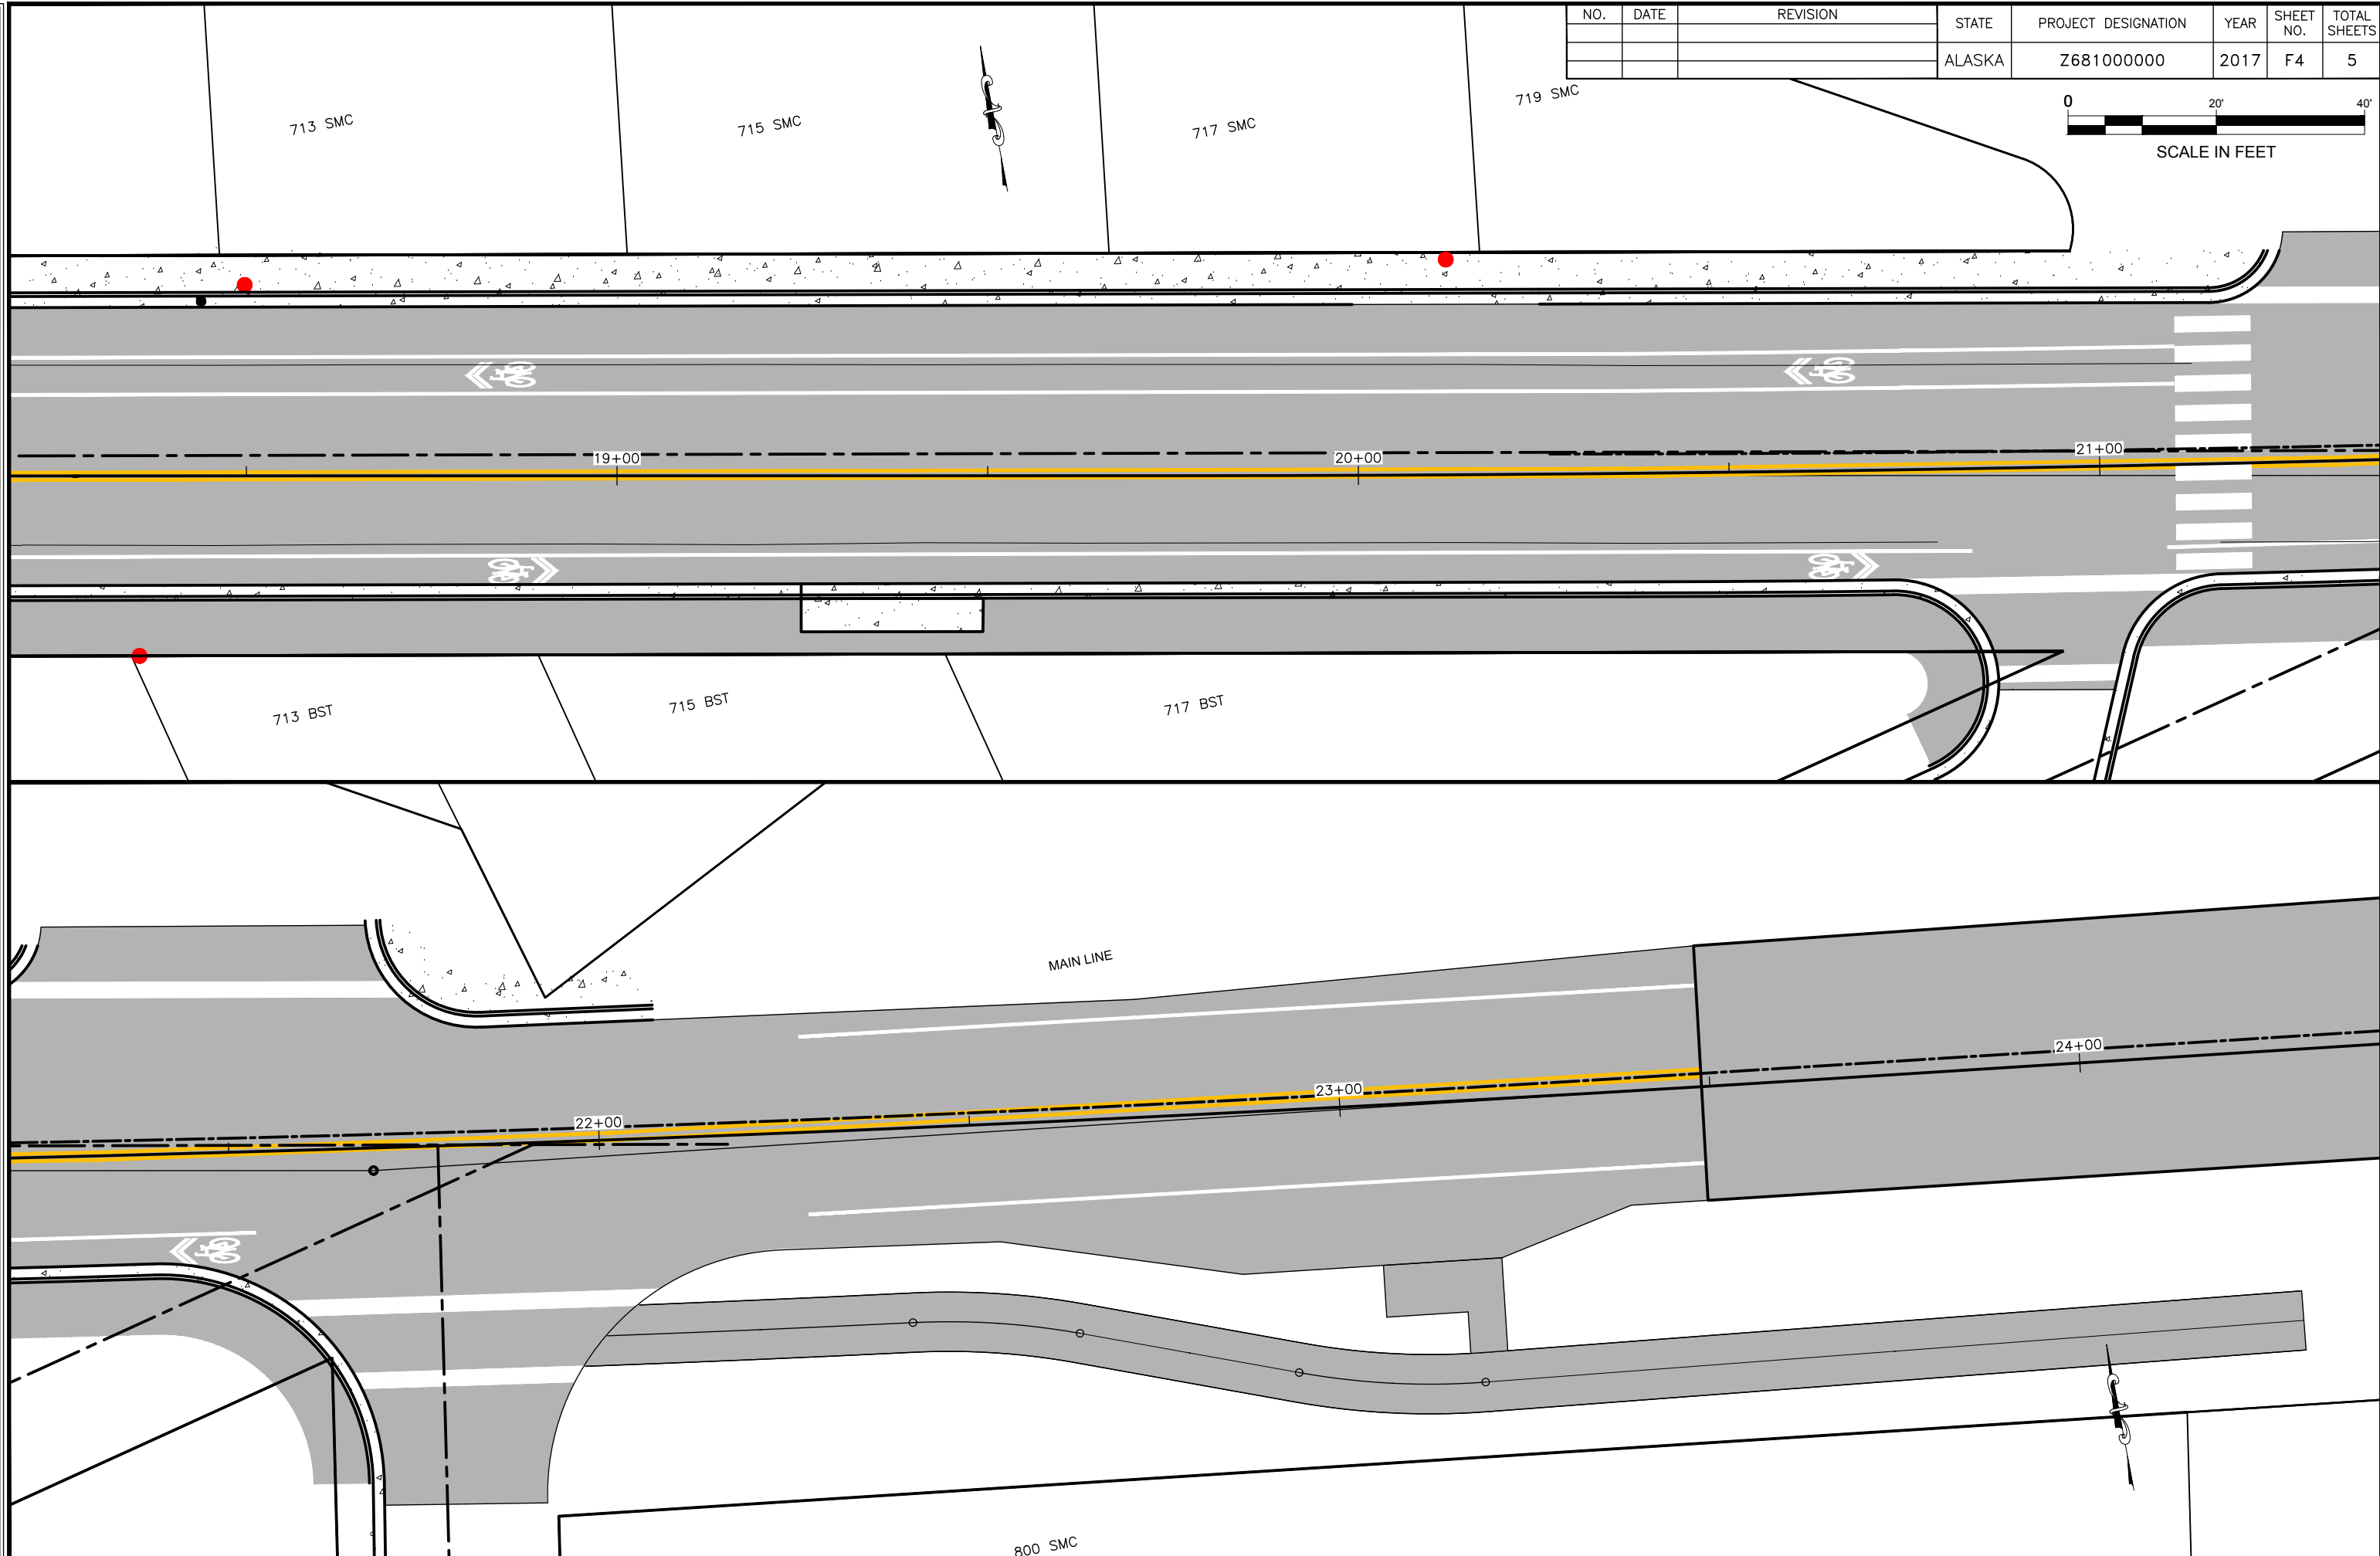 NO. DATE REVISION
STATE PROJECT DESIGNATION YEAR SHEET NO. TOTAL SHEETS
ALASKA Z681000000 2017 F4 5
0 20' 40'
SCALE IN FEET
713 SMC
715 SMC
717 SMC
719 SMC
19+00
20+00
21+00
713 BST
715 BST
717 BST
MAIN LINE
22+00
23+00
24+00
800 SMC